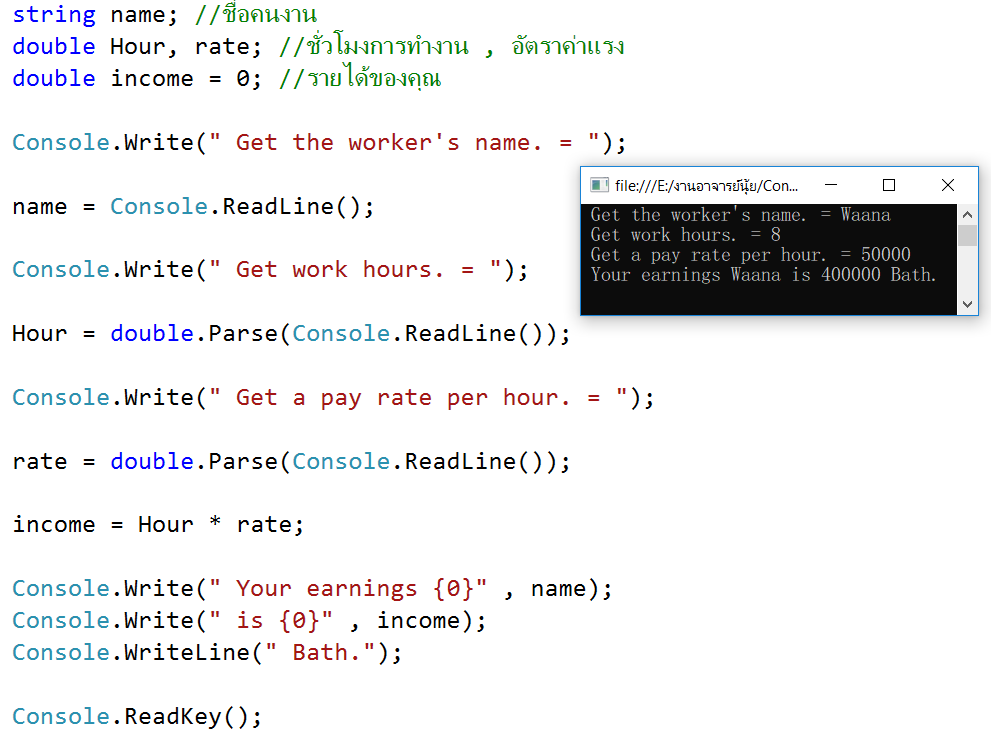 string name; //ชื่อคนงาน
double Hour, rate; //ชั่วโมงการทำงาน , อัตราค่าแรง
double income = 0; //รายได้ของคุณ
Console.Write(" Get the worker's name. = ");
name = Console.ReadLine();
Console.Write(" Get work hours. = ");
Hour = double.Parse(Console.ReadLine());
Console.Write(" Get a pay rate per hour. = ");
rate = double.Parse(Console.ReadLine());
income = Hour * rate;
Console.Write(" Your earnings {0}" , name);
Console.Write(" is {0}" , income);
Console.WriteLine(" Bath.");
Console.ReadKey();
file:///E:/งานอาจารย์นุ้ย/Con...
Get the worker's name. = Waana
Get work hours. = 8
Get a pay rate per hour. = 50000
Your earnings Waana is 400000 Bath.